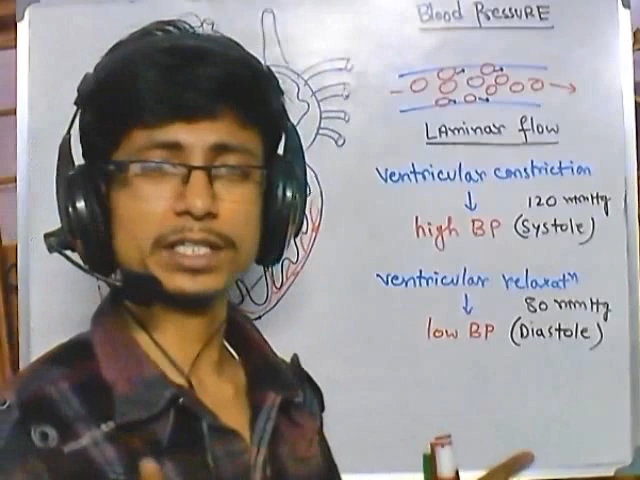 Blood Pressure
Laminar flow
ventricular constriction
↓ 120 mmHg
high BP (Systole)
ventricular relaxatⁿ
↓ 80 mmHg
low BP (Diastole)